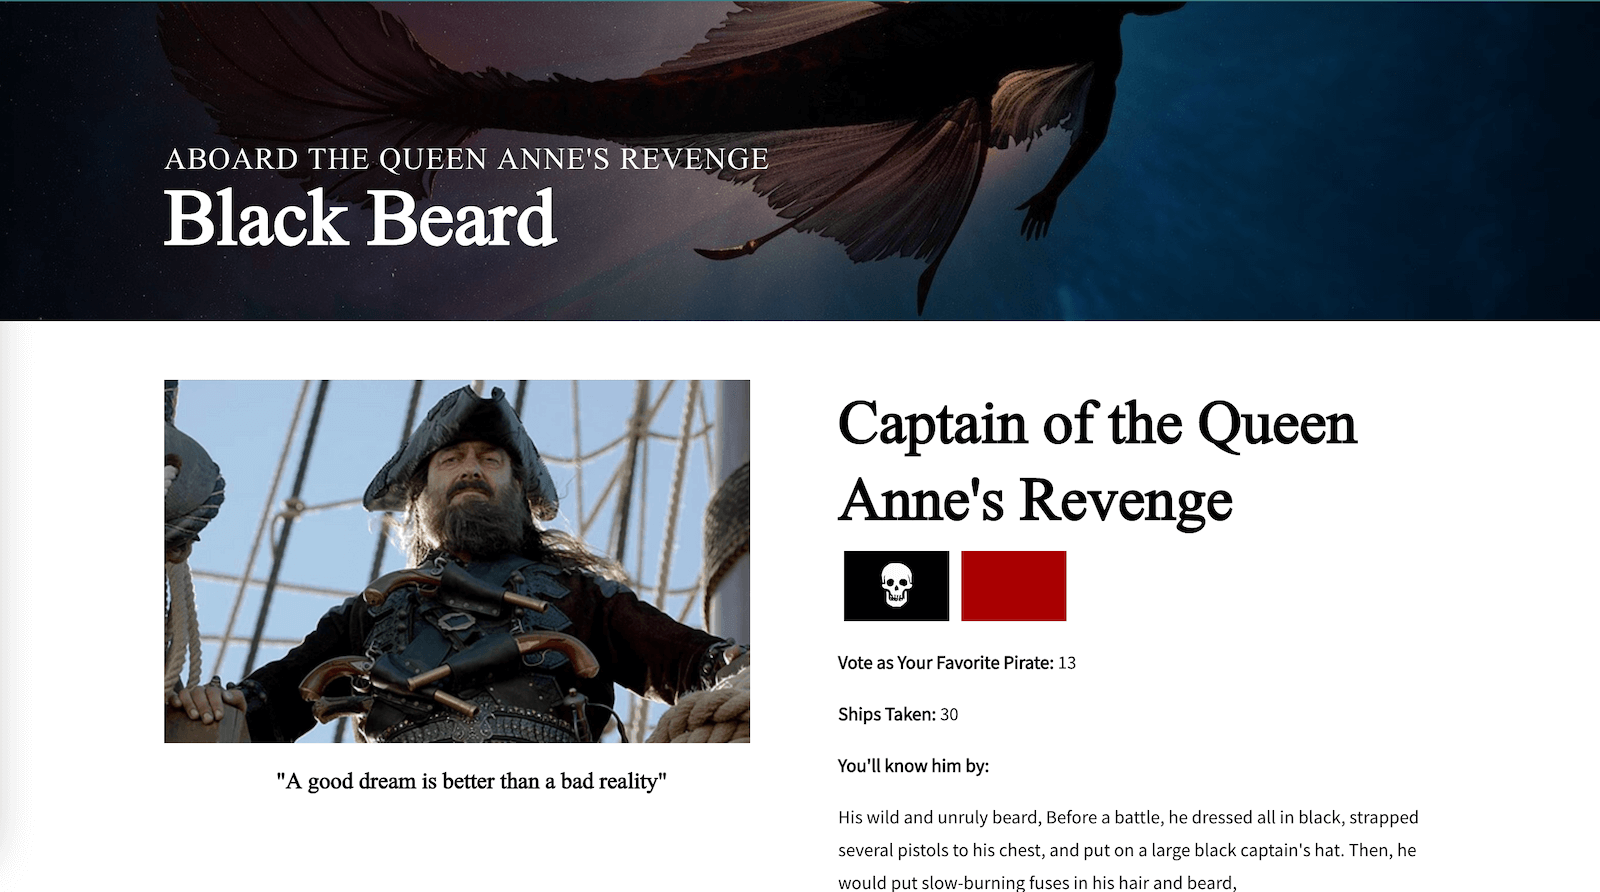 ABOARD THE QUEEN ANNE'S REVENGE
Black Beard
"A good dream is better than a bad reality"
Captain of the Queen
Anne's Revenge
Vote as Your Favorite Pirate: 13
Ships Taken: 30
You'll know him by:
His wild and unruly beard, Before a battle, he dressed all in black, strapped
several pistols to his chest, and put on a large black captain's hat. Then, he
would put slow-burning fuses in his hair and beard,